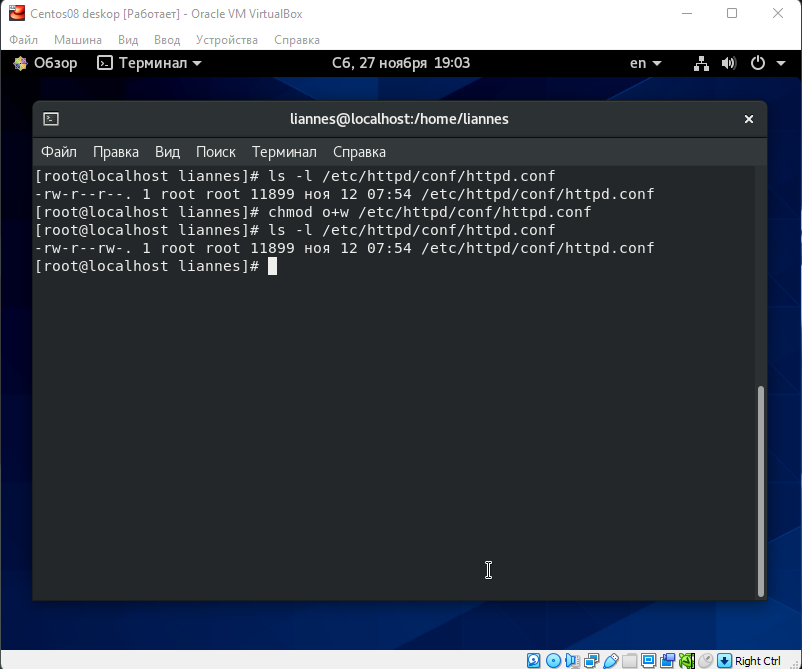 Centos08 deskop [Работает] - Oracle VM VirtualBox
Файл Машина Вид Ввод Устройства Справка
Обзор Терминал Сб, 27 ноября 19:03 en
liannes@localhost:/home/liannes
Файл Правка Вид Поиск Терминал Справка
[root@localhost liannes]# ls -l /etc/httpd/conf/httpd.conf
-rw-r--r--. 1 root root 11899 ноя 12 07:54 /etc/httpd/conf/httpd.conf
[root@localhost liannes]# chmod o+w /etc/httpd/conf/httpd.conf
[root@localhost liannes]# ls -l /etc/httpd/conf/httpd.conf
-rw-r--rw-. 1 root root 11899 ноя 12 07:54 /etc/httpd/conf/httpd.conf
[root@localhost liannes]#
Right Ctrl